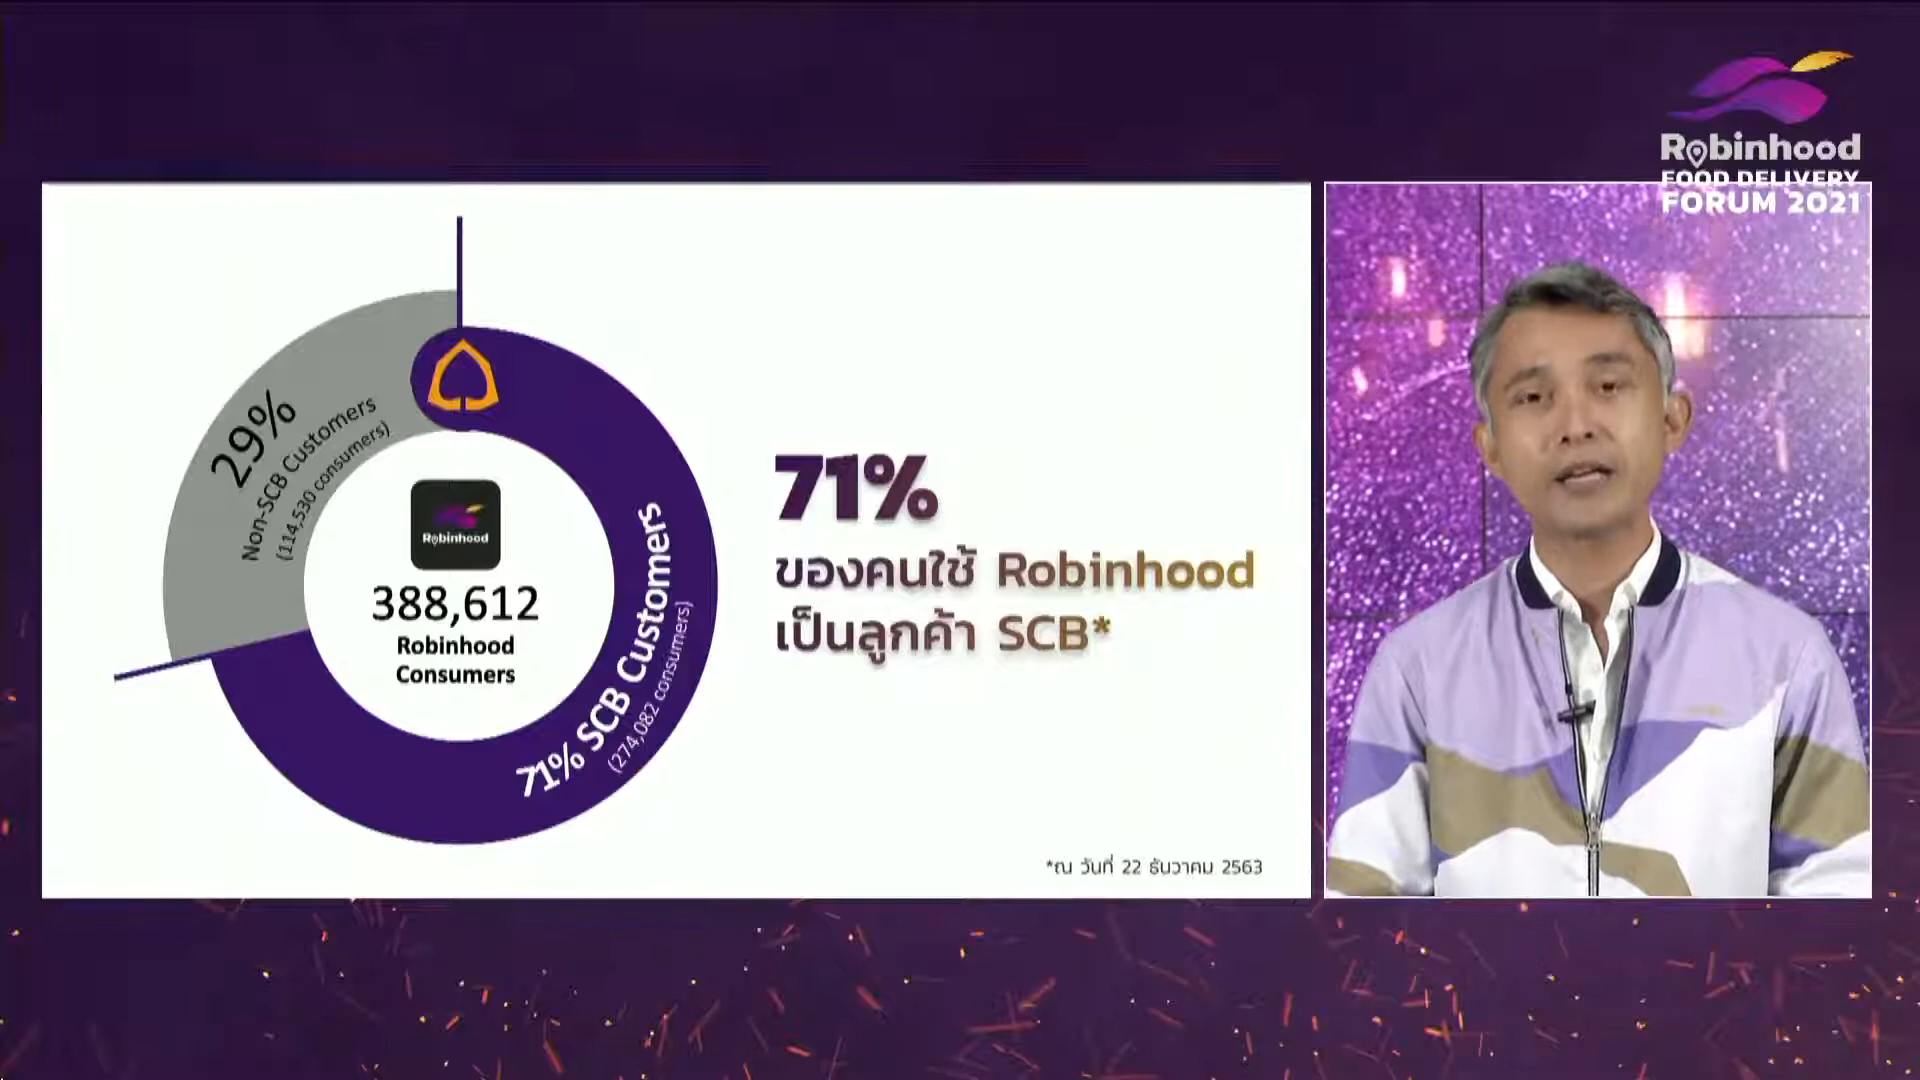 Robinhood
FOOD DELIVERY
FORUM 2021
29%
Non-SCB Customers
(114,530 consumers)
Robinhood
388,612
Robinhood
Consumers
71% SCB Customers
(274,082 consumers)
71%
ของคนใช้ Robinhood
เป็นลูกค้า SCB*
*ณ วันที่ 22 ธันวาคม 2563